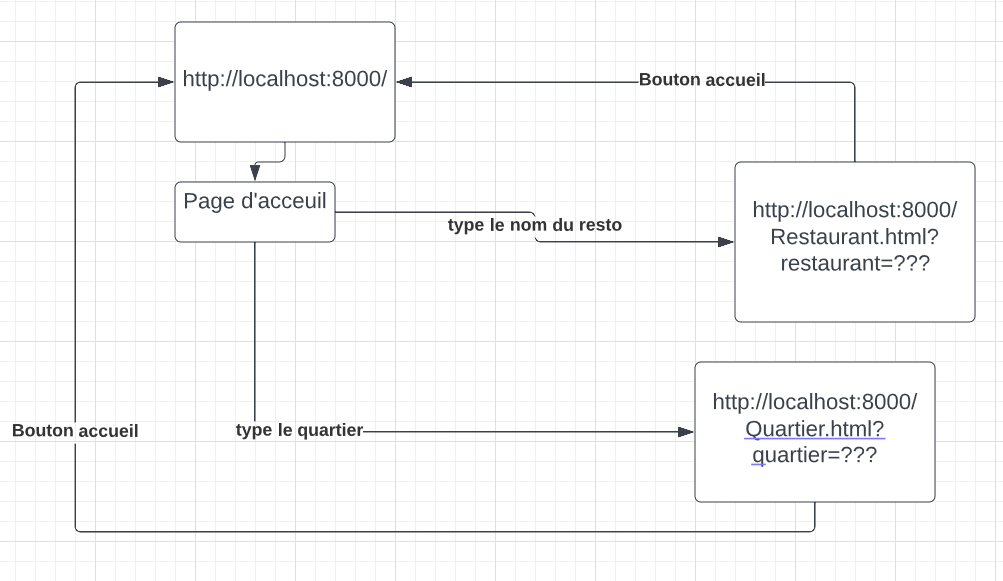 http://localhost:8000/
Bouton accueil
Page d'acceuil
type le nom du resto
http://localhost:8000/
Restaurant.html?
restaurant=???
http://localhost:8000/
Quartier.html?
quartier=???
Bouton accueil
type le quartier